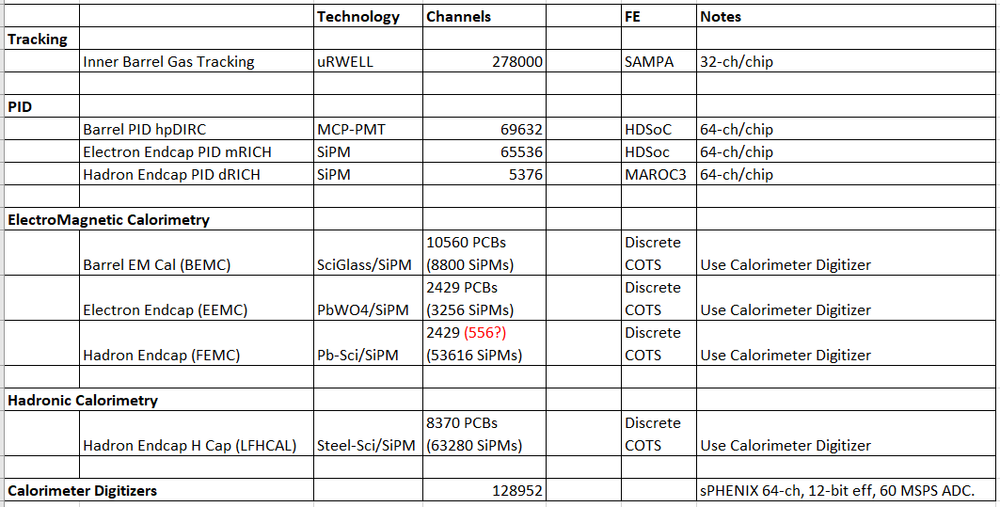 Technology Channels FE Notes
Tracking
Inner Barrel Gas Tracking uRWELL 278000 SAMPA 32-ch/chip
PID
Barrel PID hpDIRC MCP-PMT 69632 HDSoC 64-ch/chip
Electron Endcap PID mRICH SiPM 65536 HDSoc 64-ch/chip
Hadron Endcap PID dRICH SiPM 5376 MAROC3 64-ch/chip
ElectroMagnetic Calorimetry
10560 PCBs Discrete
Barrel EM Cal (BEMC) SciGlass/SiPM (8800 SiPMs) COTS Use Calorimeter Digitizer
2429 PCBs Discrete
Electron Endcap (EEMC) PbWO4/SiPM (3256 SiPMs) COTS Use Calorimeter Digitizer
2429 (556?) Discrete
Hadron Endcap (FEMC) Pb-Sci/SiPM (53616 SiPMs) COTS Use Calorimeter Digitizer
Hadronic Calorimetry
8370 PCBs Discrete
Hadron Endcap H Cap (LFHCAL) Steel-Sci/SiPM (63280 SiPMs) COTS Use Calorimeter Digitizer
Calorimeter Digitizers 128952 sPHENIX 64-ch, 12-bit eff, 60 MSPS ADC.